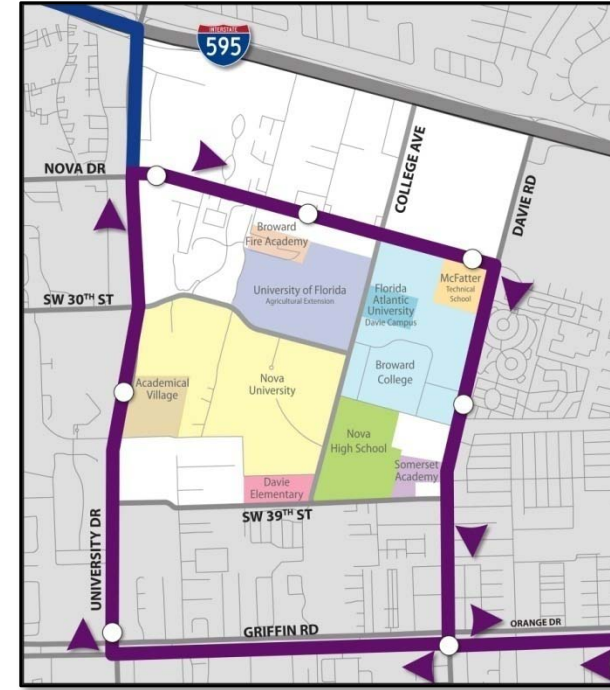 INTERSTATE
595
NOVA DR
COLLEGE AVE
DAVIE RD
Broward
Fire Academy
McFatter
Technical
School
University of Florida
Agricultural Extension
Florida
Atlantic
University
Davie Campus
SW 30TH ST
Broward
College
Academical
Village
Nova
University
Nova
High School
Somerset
Academy
Davie
Elementary
SW 39TH ST
UNIVERSITY DR
GRIFFIN RD
ORANGE DR